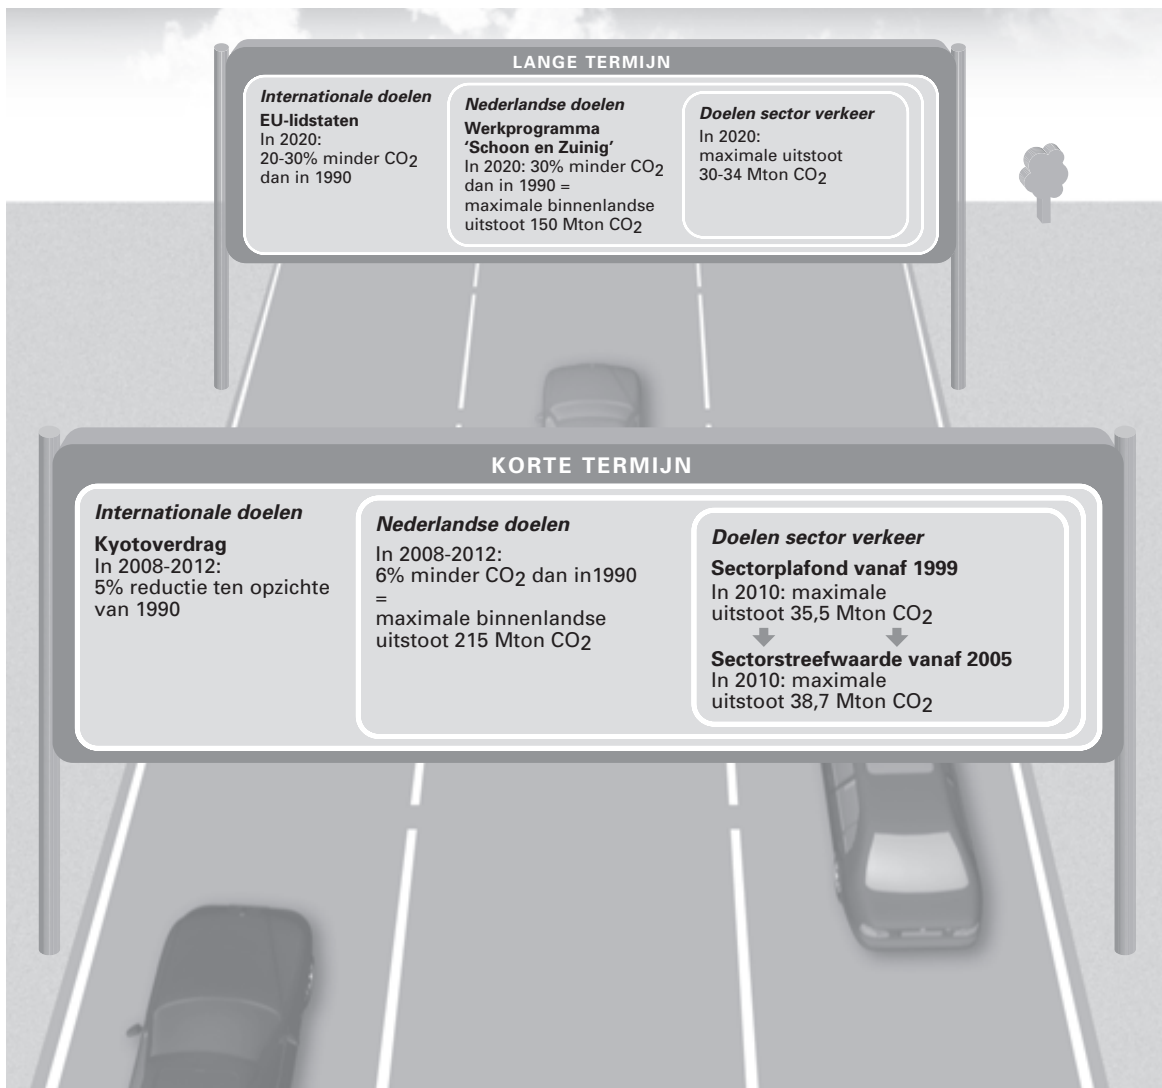 LANGE TERMIJN
Internationale doelen
EU-lidstaten
In 2020:
20-30% minder CO2
dan in 1990
Nederlandse doelen
Werkprogramma
‘Schoon en Zuinig’
In 2020: 30% minder CO2
dan in 1990 =
maximale binnenlandse
uitstoot 150 Mton CO2
Doelen sector verkeer
In 2020:
maximale uitstoot
30-34 Mton CO2
KORTE TERMIJN
Internationale doelen
Kyotoverdrag
In 2008-2012:
5% reductie ten opzichte
van 1990
Nederlandse doelen
In 2008-2012:
6% minder CO2 dan in1990
=
maximale binnenlandse
uitstoot 215 Mton CO2
Doelen sector verkeer
Sectorplafond vanaf 1999
In 2010: maximale
uitstoot 35,5 Mton CO2
Sectorstreefwaarde vanaf 2005
In 2010: maximale
uitstoot 38,7 Mton CO2